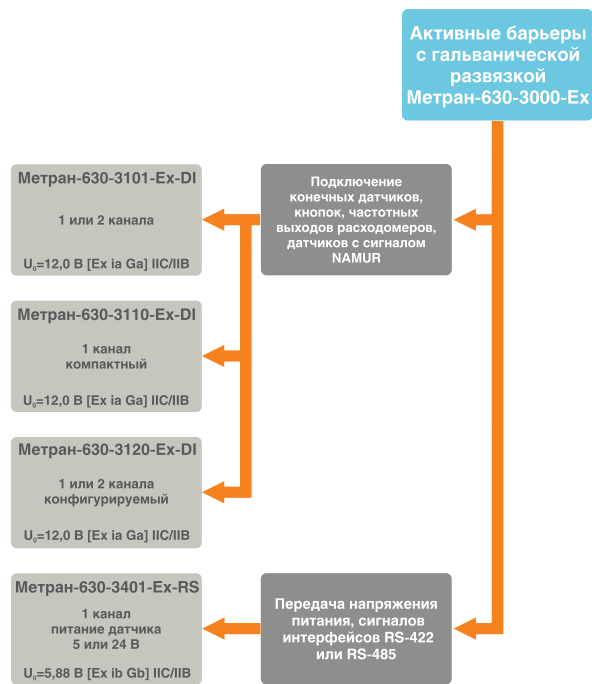 Активные барьеры
с гальванической
развязкой
Метран-630-3000-Ex
Подключение
конечных датчиков,
кнопок, частотных
выходов расходомеров,
датчиков с сигналом
NAMUR
Метран-630-3101-Ex-DI
1 или 2 канала
U₀=12,0 В [Ex ia Ga] IIC/IIB
Метран-630-3110-Ex-DI
1 канал
компактный
U₀=12,0 В [Ex ia Ga] IIC/IIB
Метран-630-3120-Ex-DI
1 или 2 канала
конфигурируемый
U₀=12,0 В [Ex ia Ga] IIC/IIB
Передача напряжения
питания, сигналов
интерфейсов RS-422
или RS-485
Метран-630-3401-Ex-RS
1 канал
питание датчика
5 или 24 В
U₀=5,88 В [Ex ib Gb] IIC/IIB